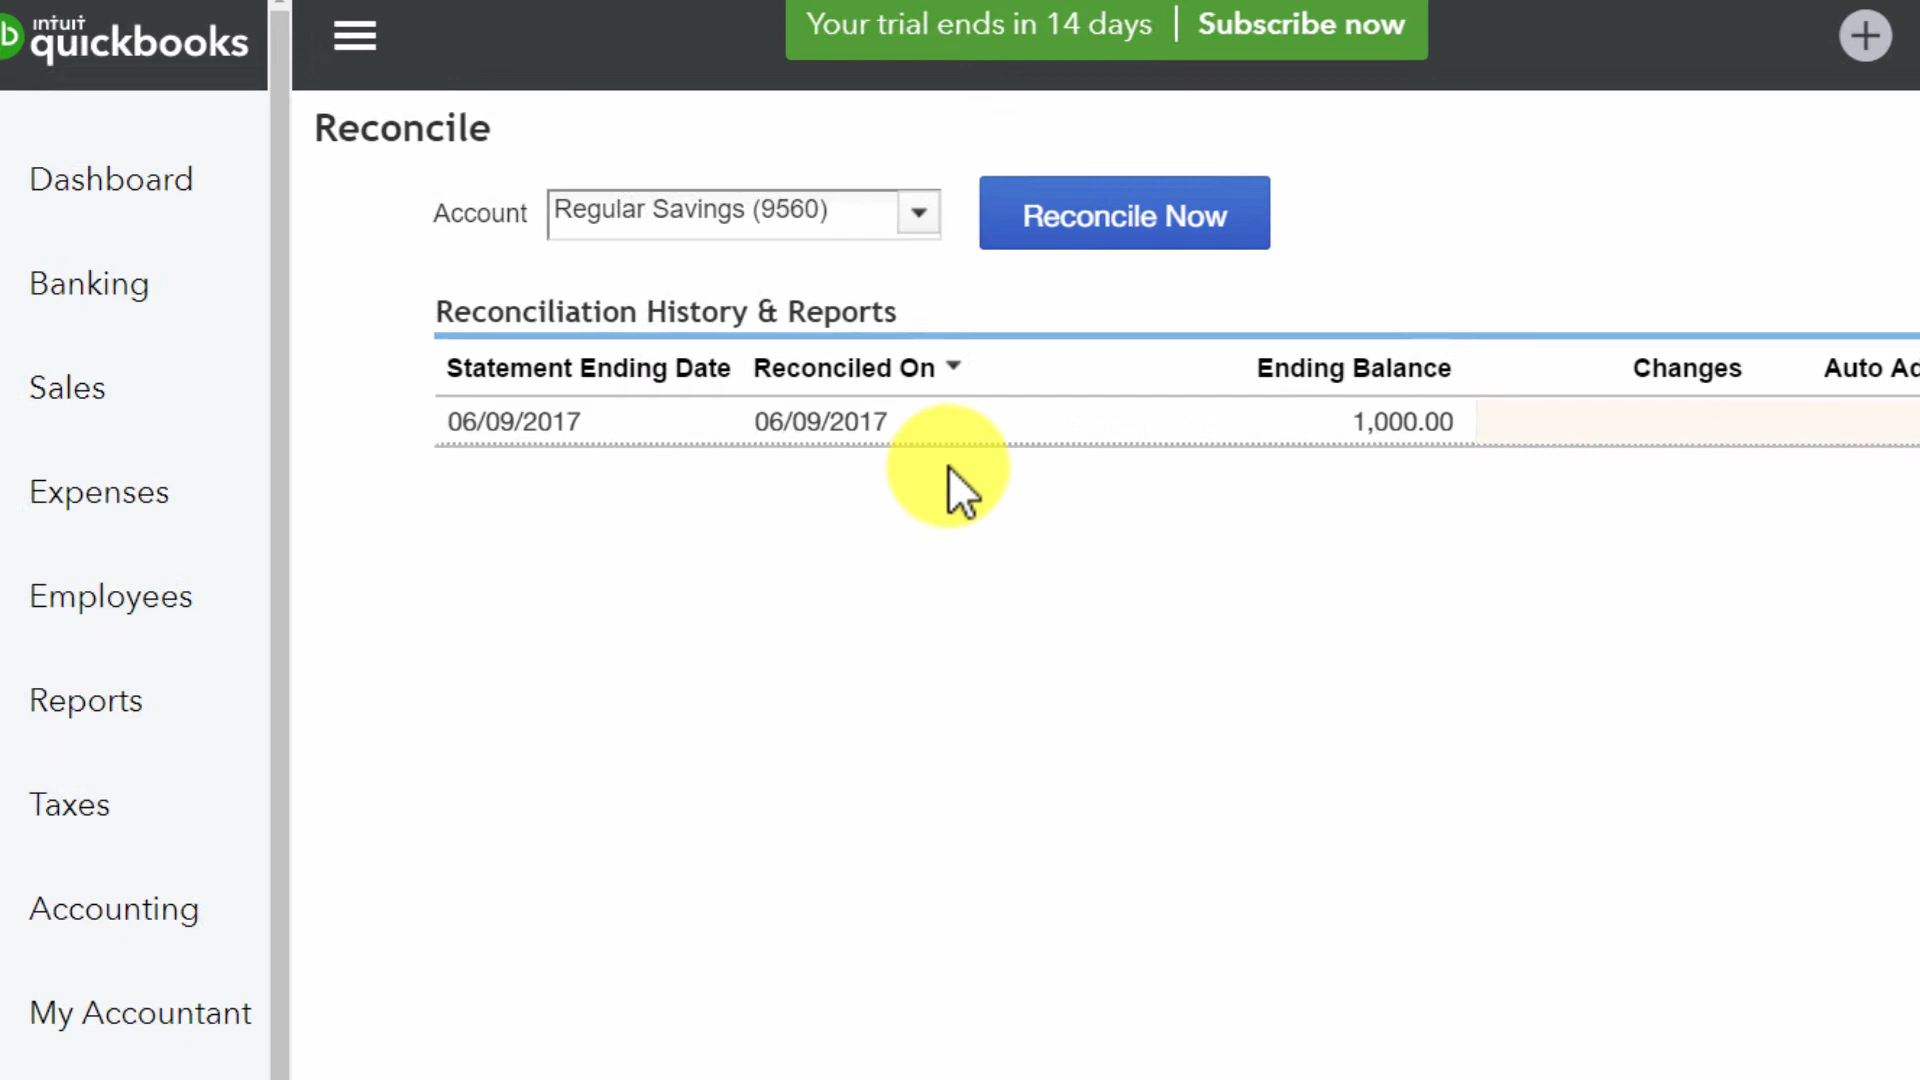 intuit
quickbooks
Your trial ends in 14 days | Subscribe now
Reconcile
Dashboard
Banking
Sales
Expenses
Employees
Reports
Taxes
Accounting
My Accountant
Account Regular Savings (9560) Reconcile Now
Reconciliation History & Reports
Statement Ending Date Reconciled On Ending Balance Changes Auto Ad
06/09/2017 06/09/2017 1,000.00